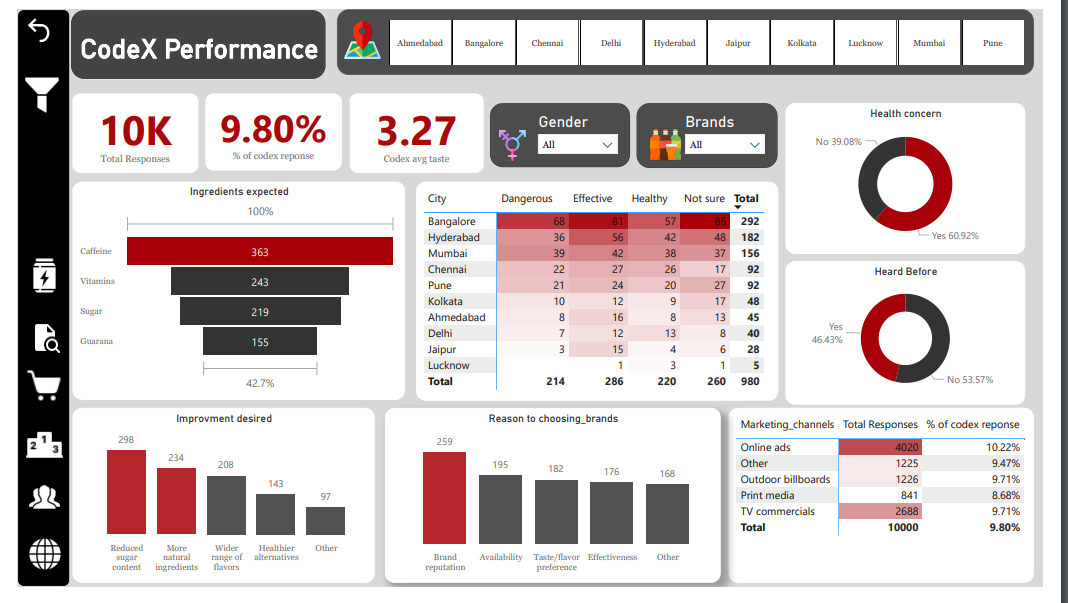 CodeX Performance
Ahmedabad Bangalore Chennai Delhi Hyderabad Jaipur Kolkata Lucknow Mumbai Pune
10K
Total Responses
9.80%
% of codex reponse
3.27
Codex avg taste
Gender
All
Brands
All
Health concern
No 39.08%
Yes 60.92%
Ingredients expected
100%
Caffeine 363
Vitamins 243
Sugar 219
Guarana 155
42.7%
City Dangerous Effective Healthy Not sure Total
Bangalore 68 81 57 86 292
Hyderabad 36 56 42 48 182
Mumbai 39 42 38 37 156
Chennai 22 27 26 17 92
Pune 21 24 20 27 92
Kolkata 10 12 9 17 48
Ahmedabad 8 16 8 13 45
Delhi 7 12 13 8 40
Jaipur 3 15 4 6 28
Lucknow 1 3 1 5
Total 214 286 220 260 980
Heard Before
Yes
46.43%
No 53.57%
Improvment desired
298
234
208
143
97
Reduced
sugar
content
More
natural
ingredients
Wider
range of
flavors
Healthier
alternatives
Other
Reason to choosing_brands
259
195
182
176
168
Brand
reputation
Availability
Taste/flavor
preference
Effectiveness
Other
Marketing_channels Total Responses % of codex reponse
Online ads 4020 10.22%
Other 1225 9.47%
Outdoor billboards 1226 9.71%
Print media 841 8.68%
TV commercials 2688 9.71%
Total 10000 9.80%
2 1 3